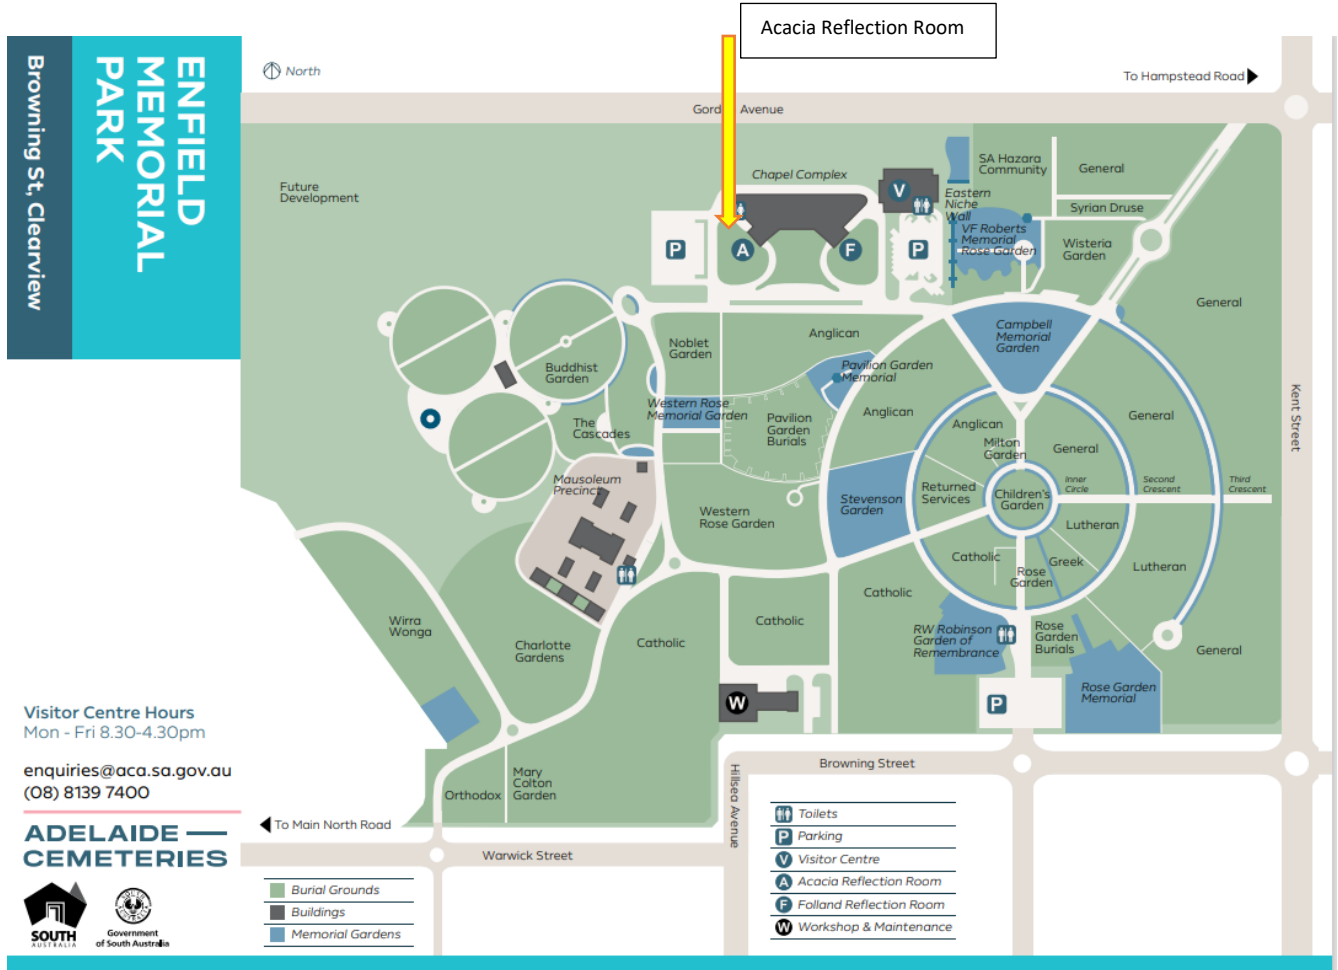 Acacia Reflection Room
ENFIELD
MEMORIAL
PARK
Browning St, Clearview
North
To Hampstead Road
Avenue
Future
Development
Chapel Complex
V
SA Hazara
Community
General
Eastern
Niche
Wall
Syrian Druse
VF Roberts
Memorial
Rose Garden
Wisteria
Garden
P
A
F
P
General
Campbell
Memorial
Garden
Noblet
Garden
Anglican
Buddhist
Garden
Pavilion Garden
Memorial
Kent Street
Western Rose
Memorial Garden
Anglican
General
The
Cascades
Pavilion
Garden
Burials
Anglican
Milton
Garden
General
Mausoleum
Precinct
Returned
Services
Inner
Circle
Second
Crescent
Third
Crescent
Stevenson
Garden
Children's
Garden
Western
Rose Garden
Lutheran
Catholic
Greek
Rose
Garden
Lutheran
Catholic
Wirra
Wonga
Catholic
Charlotte
Gardens
Catholic
RW Robinson
Garden of
Remembrance
Rose
Garden
Burials
General
Rose Garden
Memorial
W
P
Visitor Centre Hours
Mon - Fri 8.30-4.30pm
enquiries@aca.sa.gov.au
(08) 8139 7400
ADELAIDE
CEMETERIES
SOUTH
AUSTRALIA
Government
of South Australia
Mary
Colton
Garden
Orthodox
Browning Street
Hillsea Avenue
To Main North Road
Warwick Street
Burial Grounds
Buildings
Memorial Gardens
Toilets
P Parking
V Visitor Centre
A Acacia Reflection Room
F Folland Reflection Room
W Workshop & Maintenance